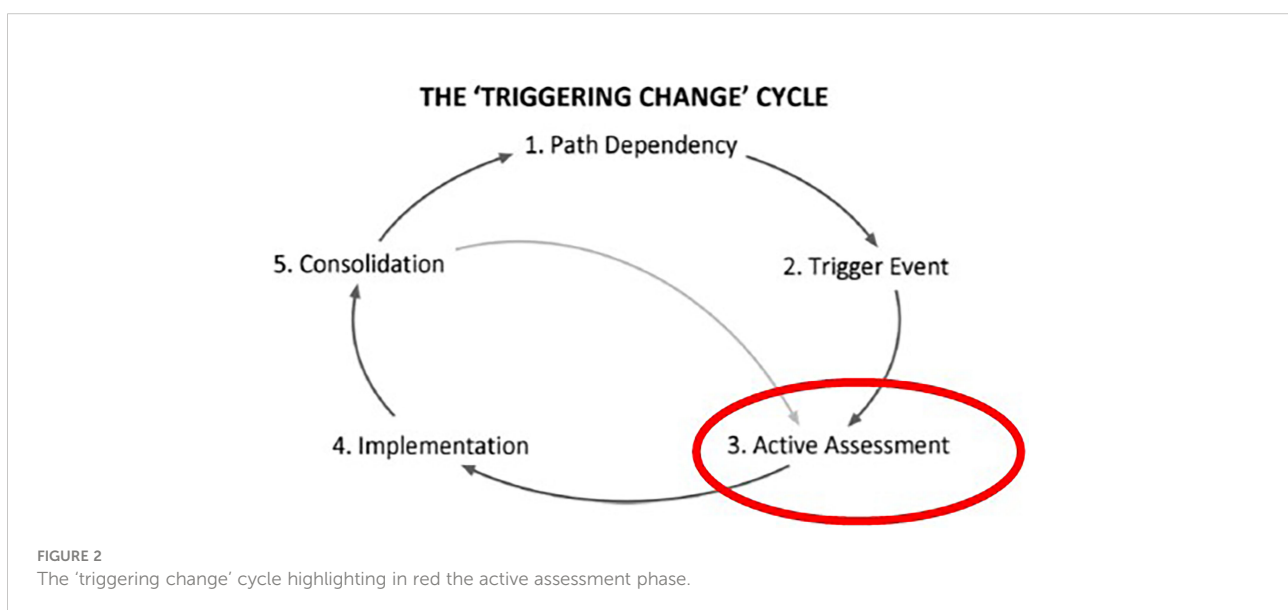 THE ‘TRIGGERING CHANGE’ CYCLE
1. Path Dependency
5. Consolidation
2. Trigger Event
4. Implementation
3. Active Assessment
FIGURE 2
The ‘triggering change’ cycle highlighting in red the active assessment phase.